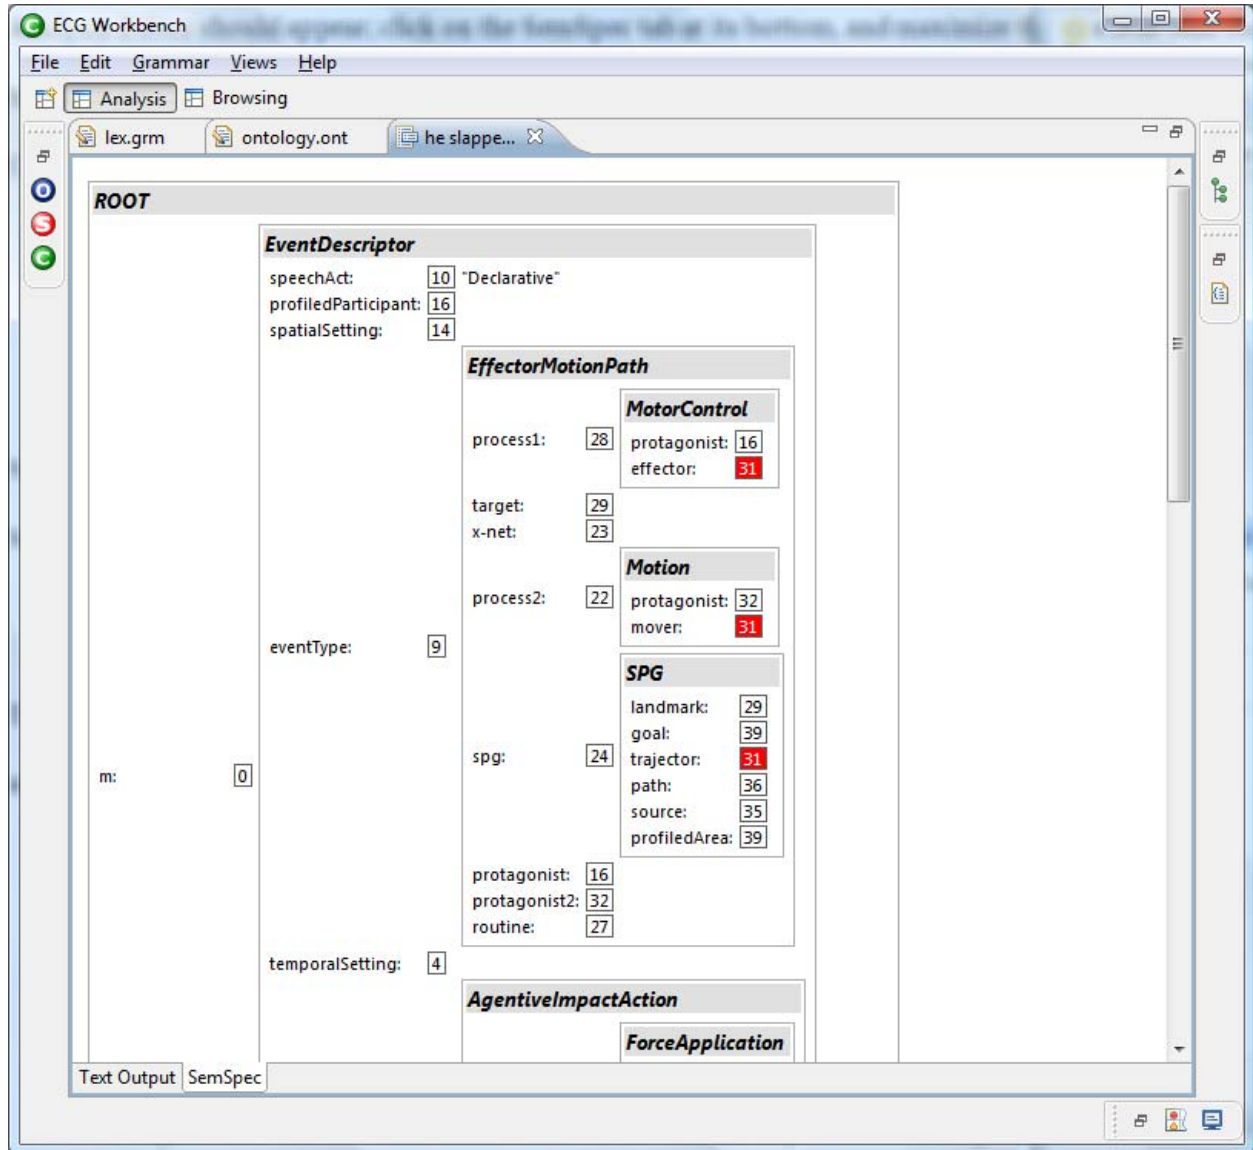 ECG Workbench
File Edit Grammar Views Help
Analysis Browsing
lex.grm ontology.ont he slappe...
ROOT
EventDescriptor
speechAct: 10 "Declarative"
profiledParticipant: 16
spatialSetting: 14
EffectorMotionPath
MotorControl
process1: 28 protagonist: 16
effector: 31
target: 29
x-net: 23
Motion
process2: 22 protagonist: 32
mover: 31
eventType: 9
SPG
landmark: 29
goal: 39
spg: 24 trajector: 31
m: 0
path: 36
source: 35
profiledArea: 39
protagonist: 16
protagonist2: 32
routine: 27
temporalSetting: 4
AgentiveImpactAction
ForceApplication
Text Output SemSpec